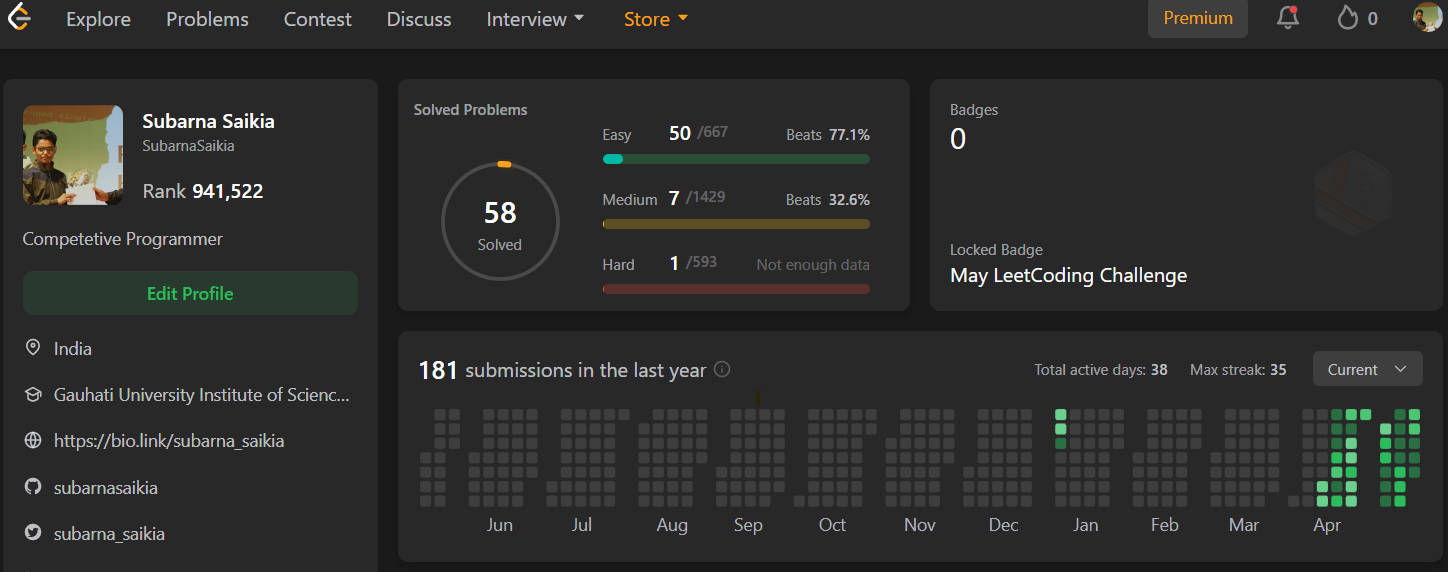 Explore Problems Contest Discuss Interview Store Premium 0
Subarna Saikia
SubarnaSaikia
Rank 941,522
Competetive Programmer
Edit Profile
India
Gauhati University Institute of Scienc...
https://bio.link/subarna_saikia
subarnasaikia
subarna_saikia
Solved Problems
58
Solved
Easy 50 /667 Beats 77.1%
Medium 7 /1429 Beats 32.6%
Hard 1 /593 Not enough data
Badges
0
Locked Badge
May LeetCoding Challenge
181 submissions in the last year Total active days: 38 Max streak: 35 Current
Jun Jul Aug Sep Oct Nov Dec Jan Feb Mar Apr